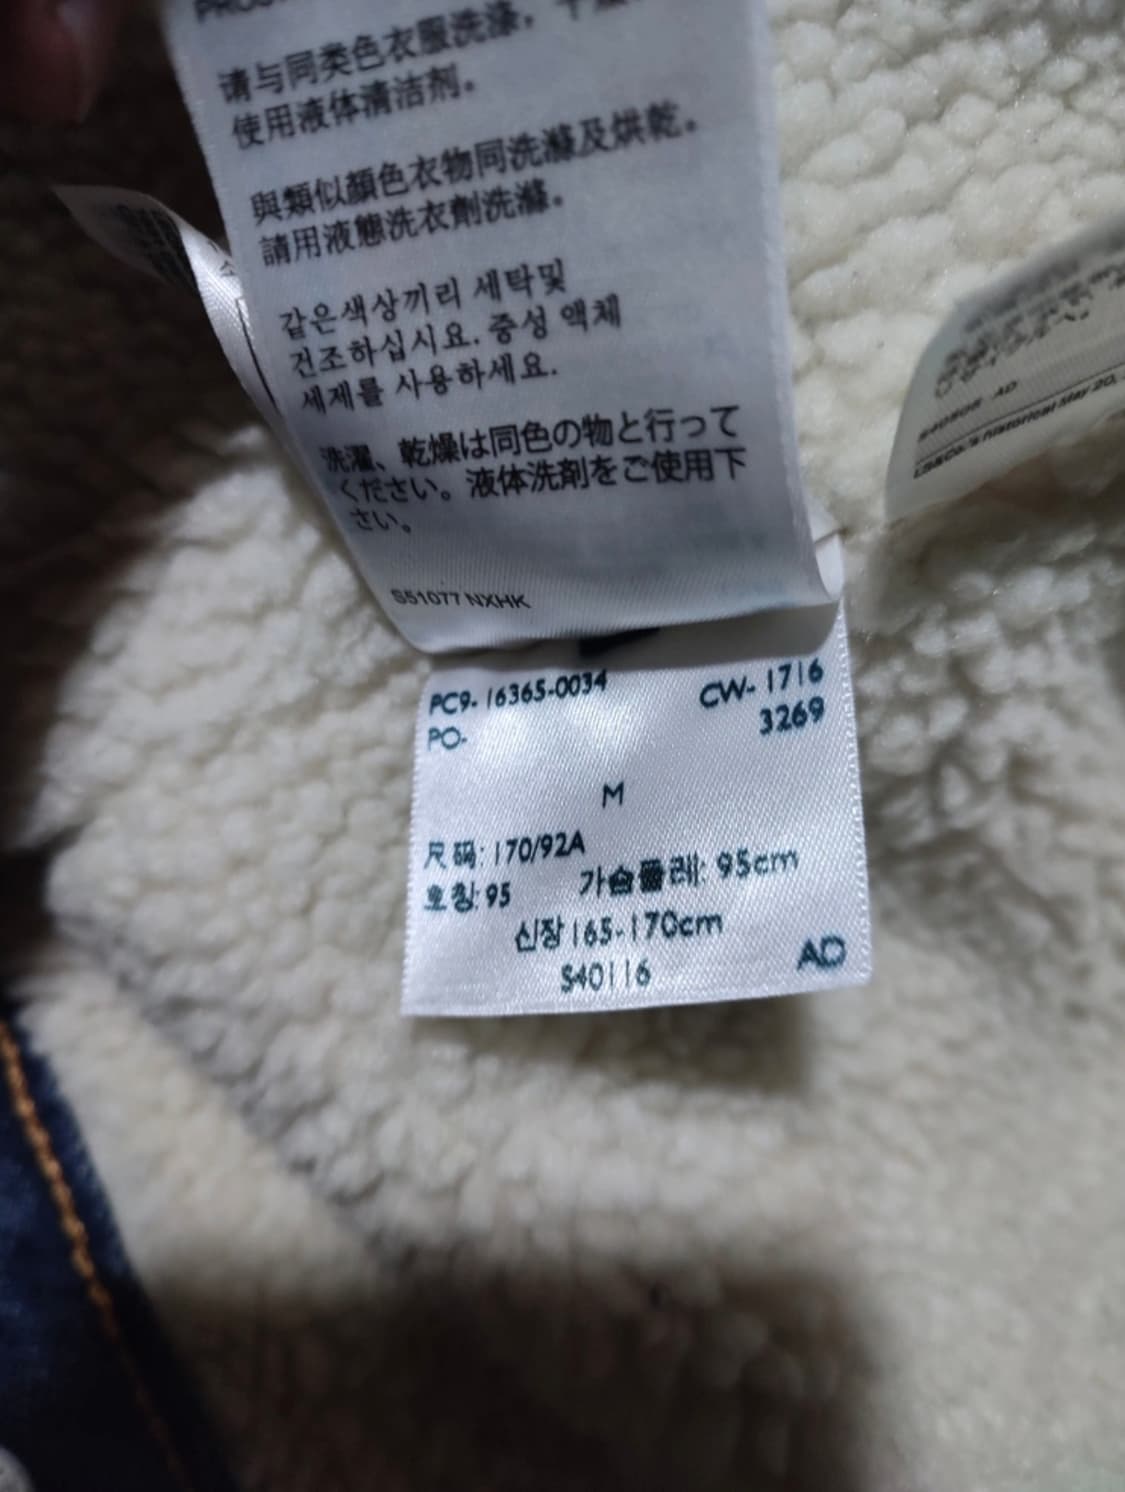 请与同类色衣服洗涤，
使用液体清洁剂。
與類似顏色衣物同洗滌及烘乾。
請用液態洗衣劑洗滌。
같은색상끼리 세탁및
건조하십시요. 중성 액체
세제를 사용하세요.
洗濯、乾燥は同色の物と行って
ください。液体洗剤をご使用下
さい。
S51077 NXHK
PC9- 16365-0034 CW- 1716
PO- 3269
M
尺码: 170/92A
호칭: 95 가슴둘레: 95cm
신장 165-170cm
S40116 AD
AD
LS&Co.'s historical May 20,